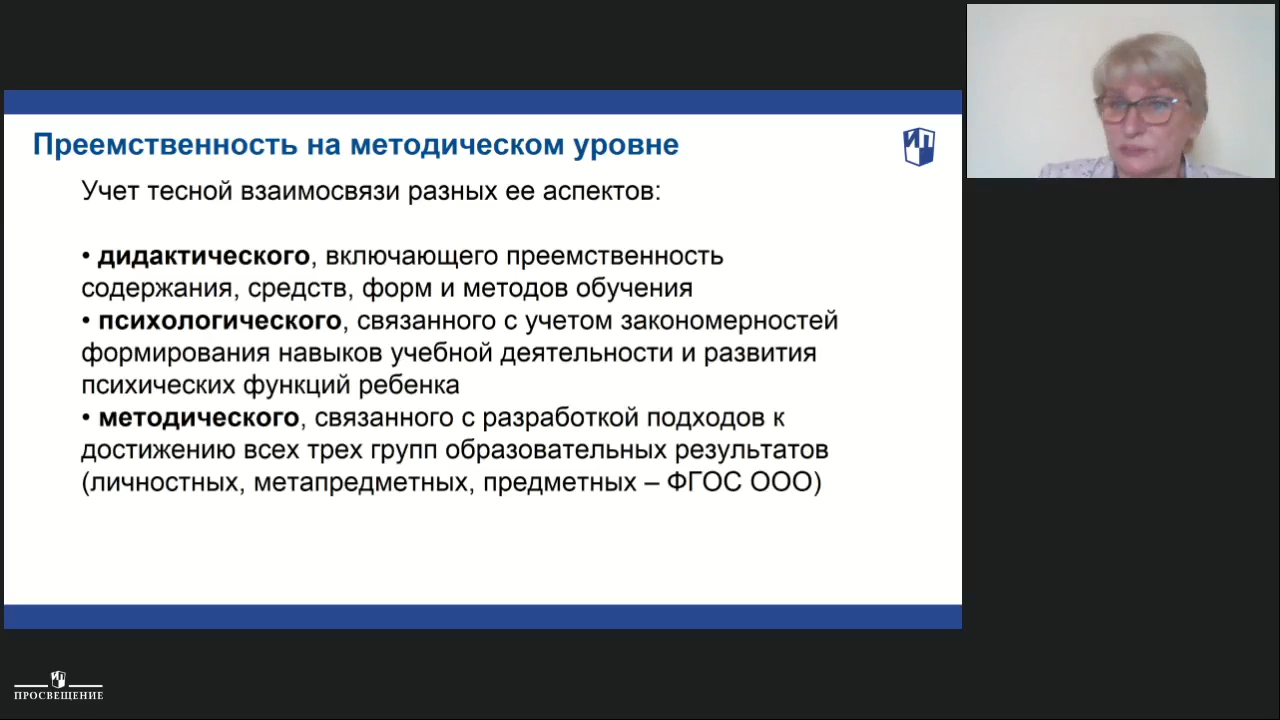 Преемственность на методическом уровне
Учет тесной взаимосвязи разных ее аспектов:
• дидактического, включающего преемственность
содержания, средств, форм и методов обучения
• психологического, связанного с учетом закономерностей
формирования навыков учебной деятельности и развития
психических функций ребенка
• методического, связанного с разработкой подходов к
достижению всех трех групп образовательных результатов
(личностных, метапредметных, предметных – ФГОС ООО)
ПРОСВЕЩЕНИЕ